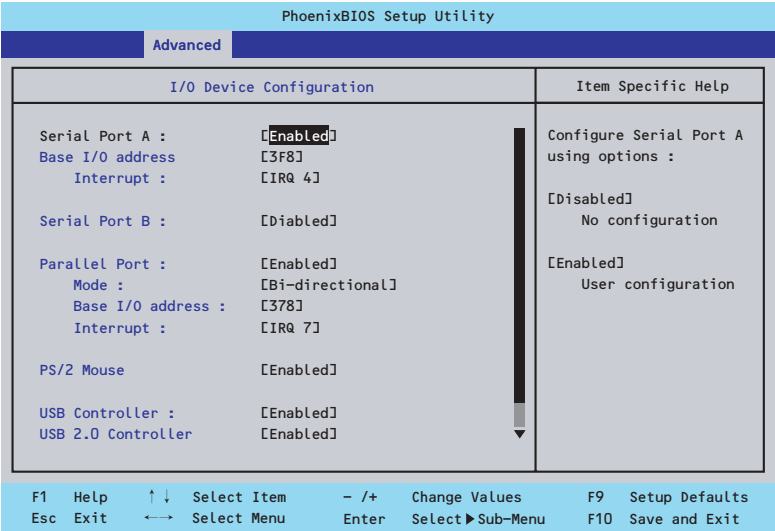 PhoenixBIOS Setup Utility
Advanced
I/O Device Configuration
Serial Port A : [Enabled]
Base I/O address [3F8]
Interrupt : [IRQ 4]
Serial Port B : [Diabled]
Parallel Port : [Enabled]
Mode : [Bi-directional]
Base I/O address : [378]
Interrupt : [IRQ 7]
PS/2 Mouse [Enabled]
USB Controller : [Enabled]
USB 2.0 Controller [Enabled]
Item Specific Help
Configure Serial Port A
using options :
[Disabled]
No configuration
[Enabled]
User configuration
F1 Help ↑↓ Select Item - /+ Change Values F9 Setup Defaults
Esc Exit ←→ Select Menu Enter Select▶Sub-Menu F10 Save and Exit